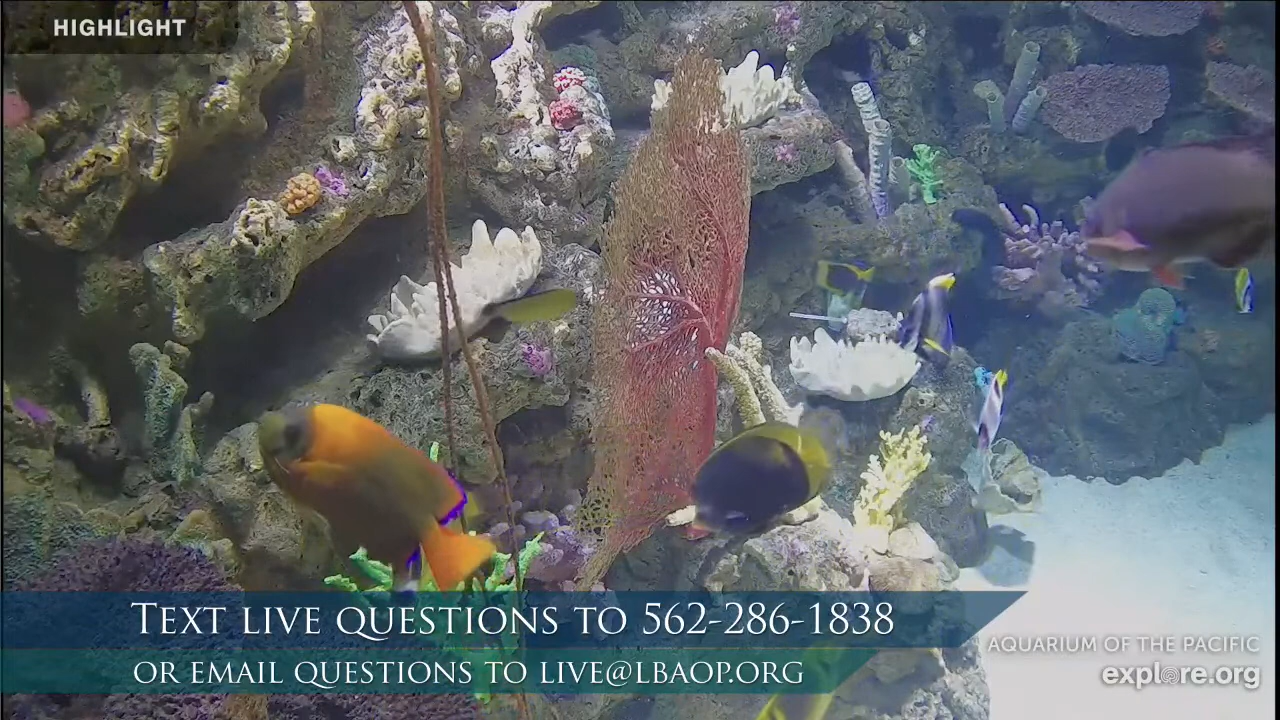 HIGHLIGHT
TEXT LIVE QUESTIONS TO 562-286-1838
OR EMAIL QUESTIONS TO LIVE@LBAOP.ORG
AQUARIUM OF THE PACIFIC
explore.org